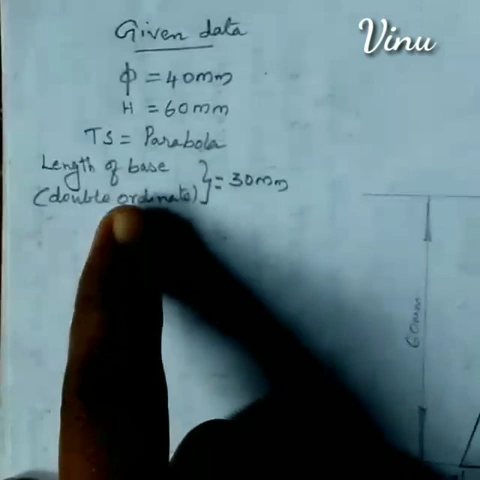 Given data
Vinu
ϕ = 40mm
H = 60mm
TS = Parabola
Length of base
(double ordinate) } = 30mm
60mm